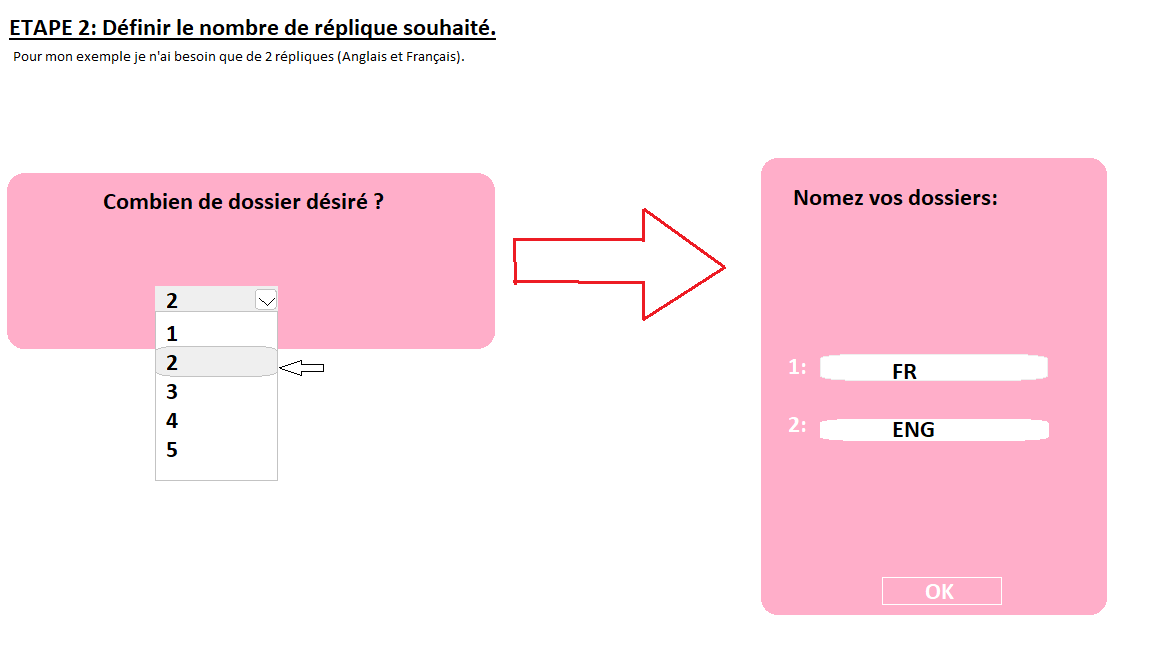 ETAPE 2: Définir le nombre de réplique souhaité.
Pour mon exemple je n'ai besoin que de 2 répliques (Anglais et Français).
Combien de dossier désiré ?
2
1
2
3
4
5
Nomez vos dossiers:
1: FR
2: ENG
OK